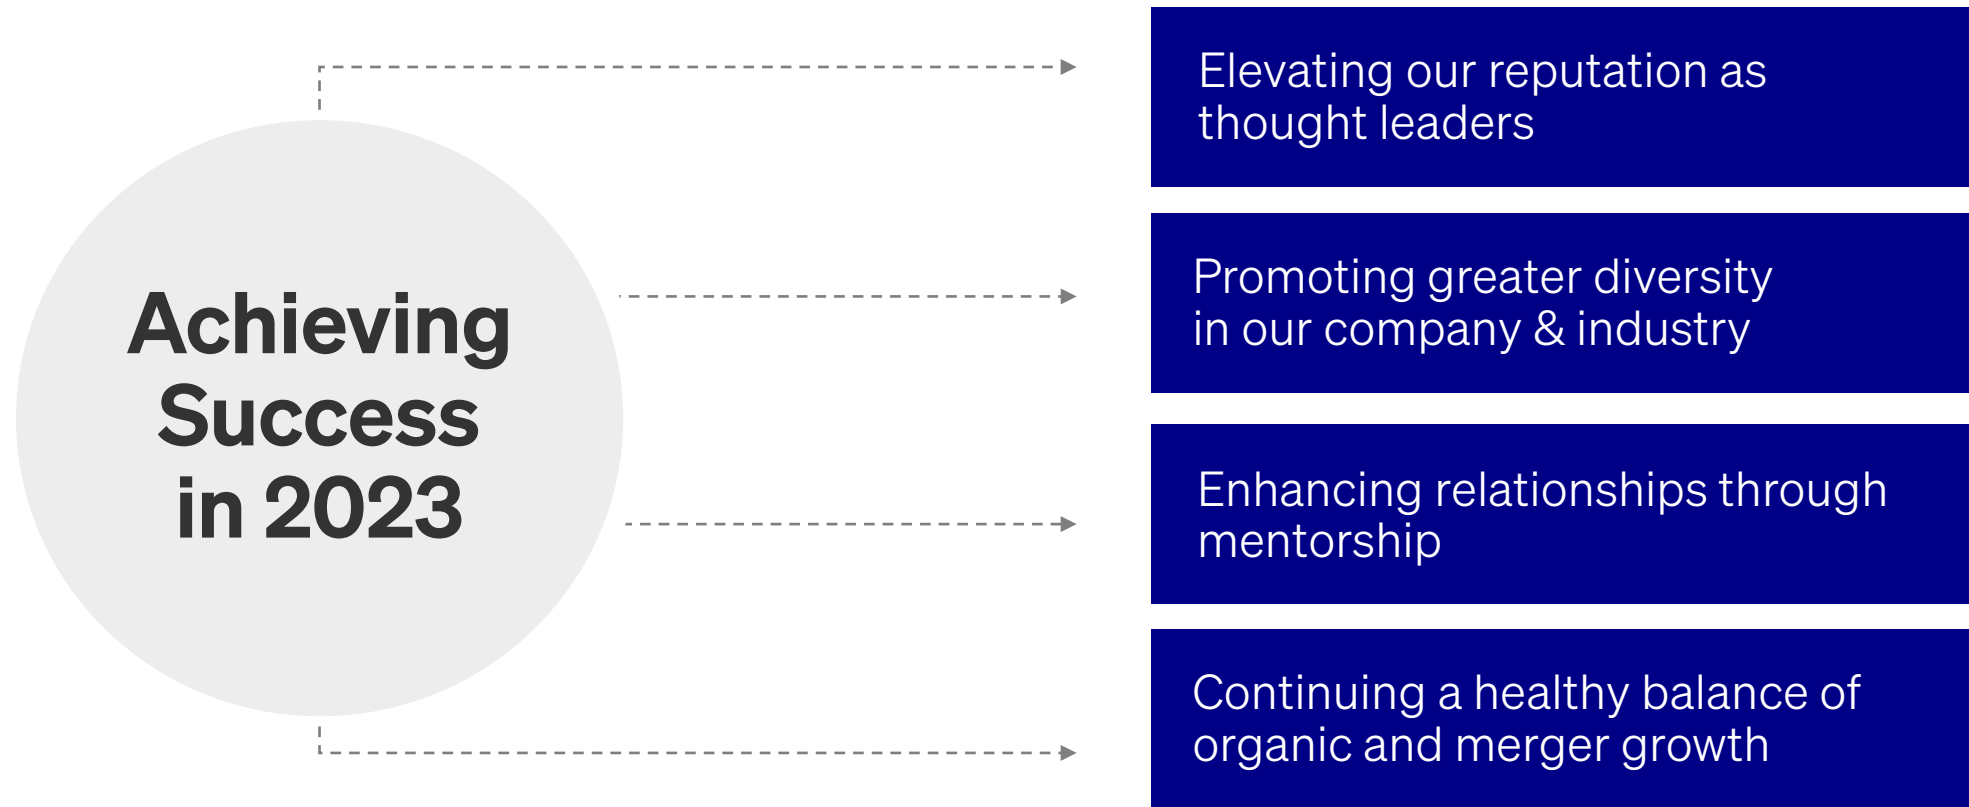 Achieving
Success
in 2023
Elevating our reputation as
thought leaders
Promoting greater diversity
in our company & industry
Enhancing relationships through
mentorship
Continuing a healthy balance of
organic and merger growth